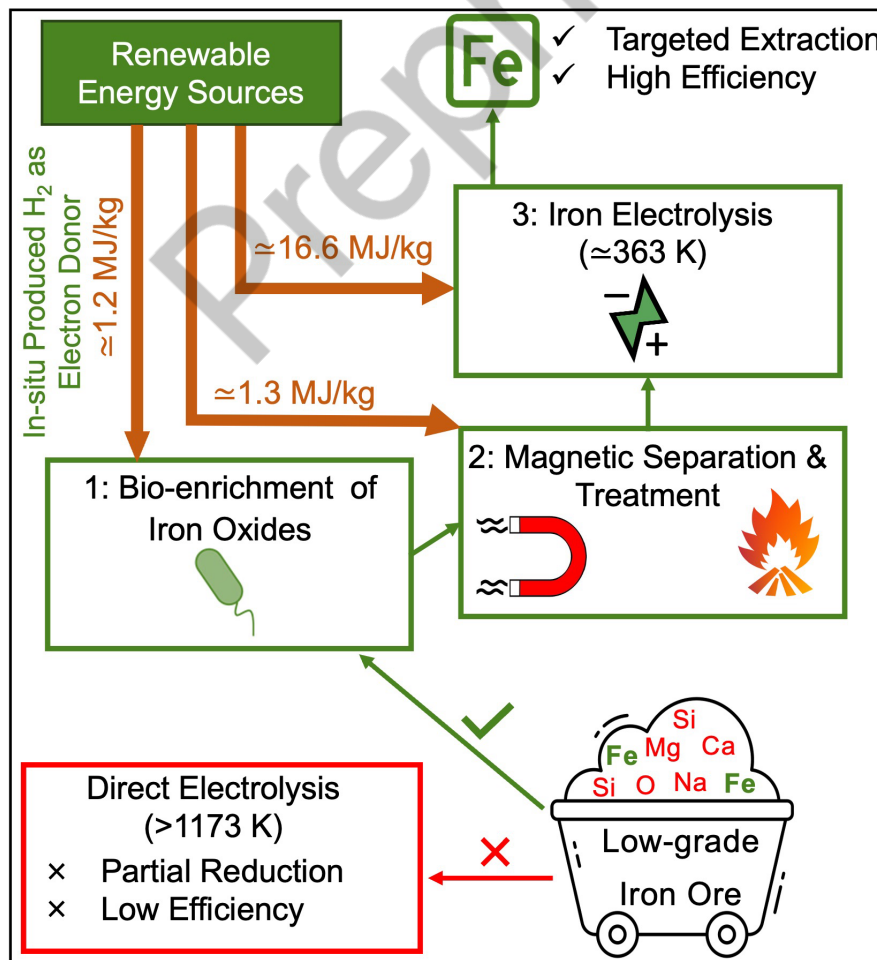 Renewable
Energy Sources
Fe
✓ Targeted Extraction
✓ High Efficiency
In-situ Produced H₂ as
Electron Donor
≃1.2 MJ/kg
≃16.6 MJ/kg
≃1.3 MJ/kg
3: Iron Electrolysis
(≃363 K)
−
+
1: Bio-enrichment of
Iron Oxides
2: Magnetic Separation &
Treatment
Direct Electrolysis
(>1173 K)
× Partial Reduction
× Low Efficiency
Si
Fe Mg Ca
Si O Na Fe
Low-grade
Iron Ore